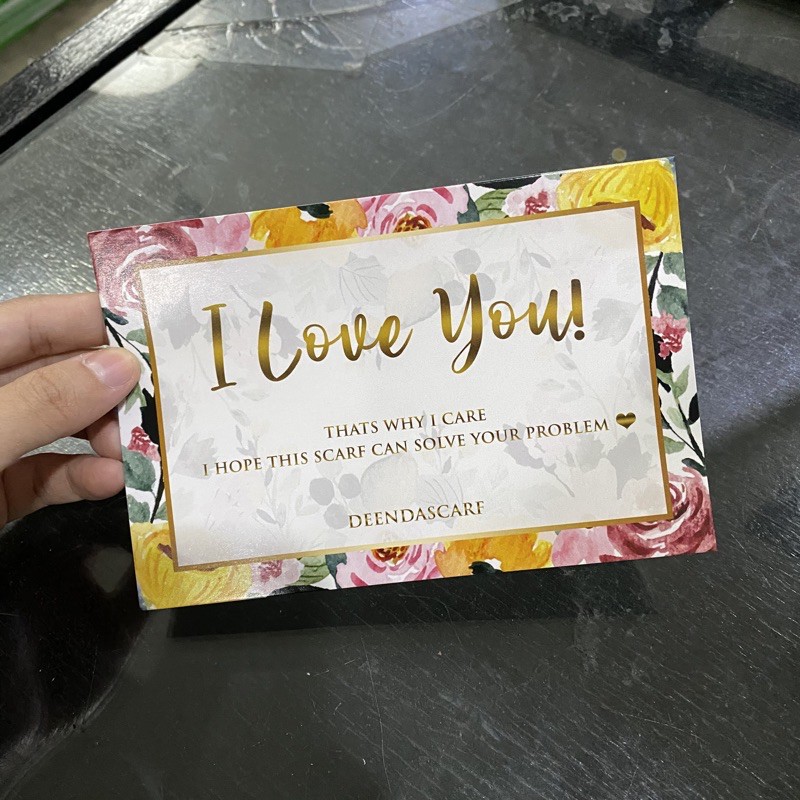 I Love You!
THATS WHY I CARE
I HOPE THIS SCARF CAN SOLVE YOUR PROBLEM
DEENDASCARF